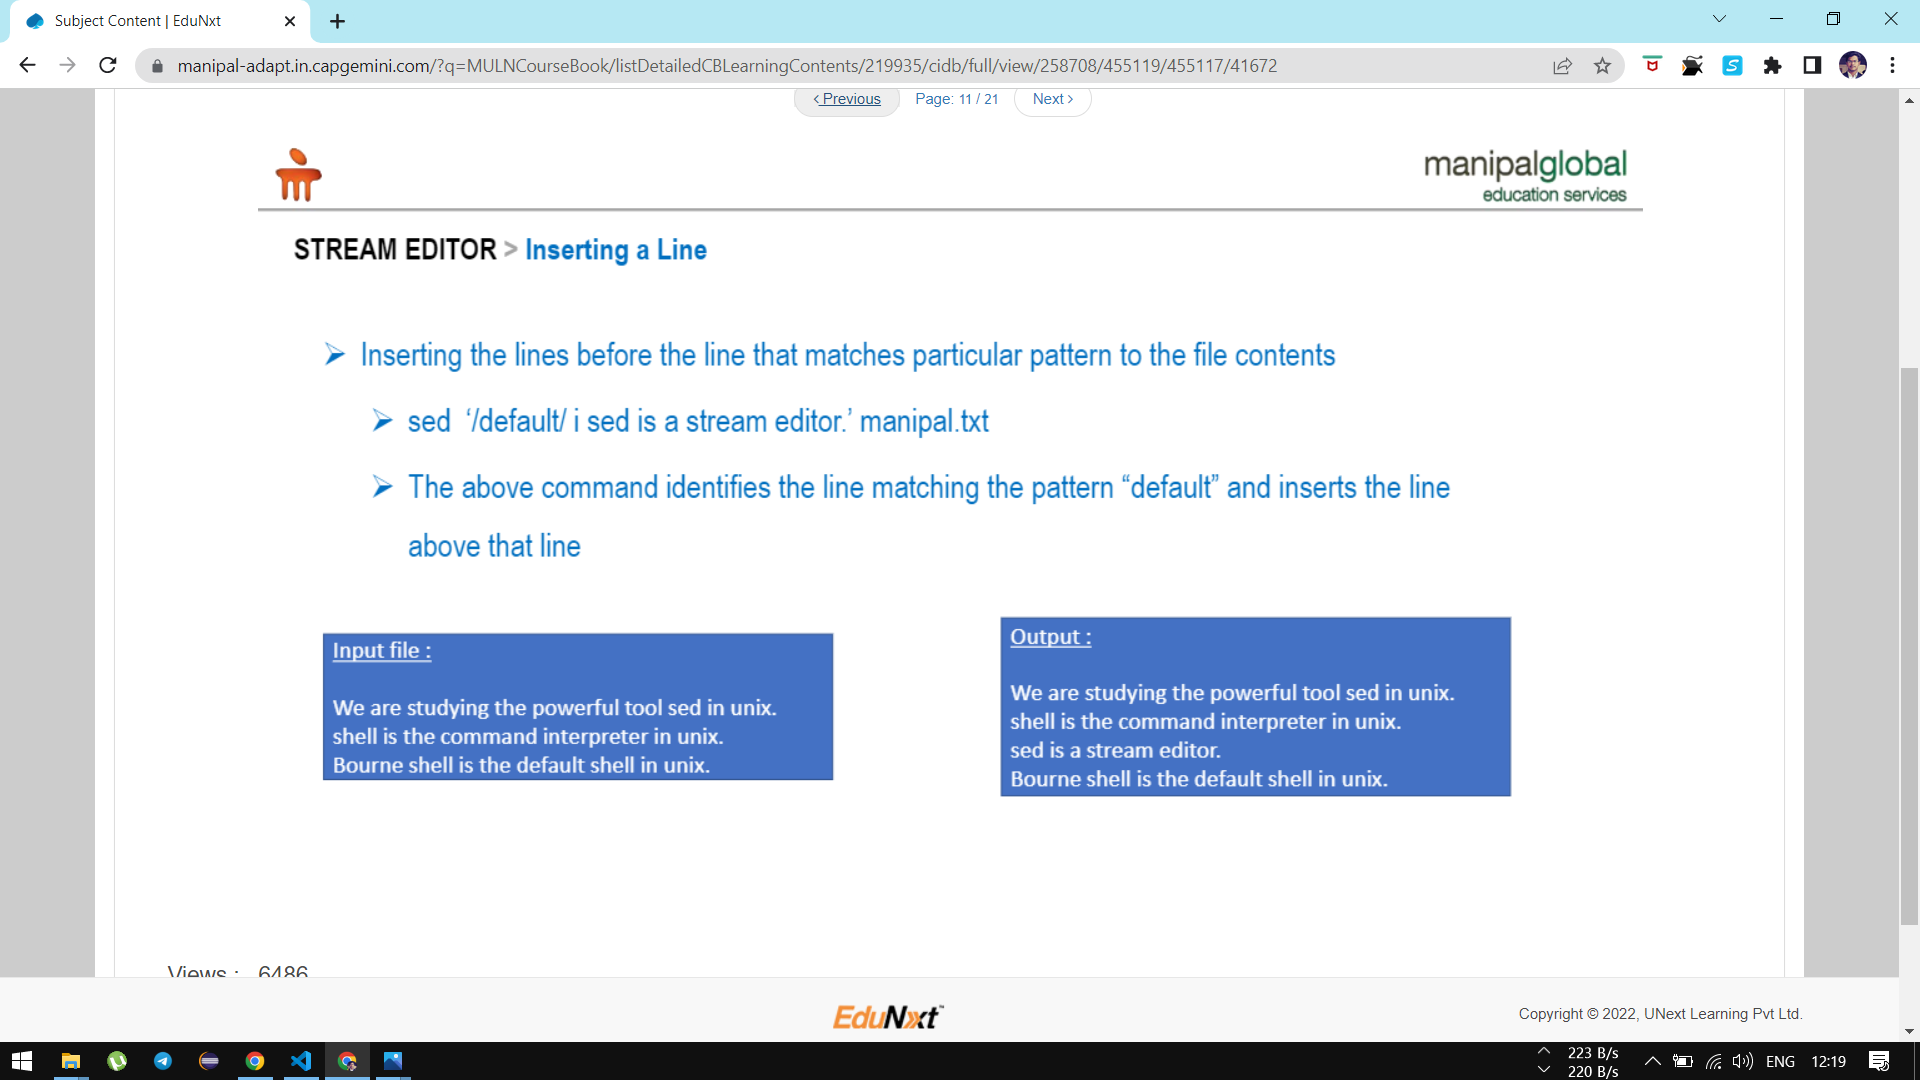 Subject Content | EduNxt
manipal-adapt.in.capgemini.com/?q=MULNCourseBook/listDetailedCBLearningContents/219935/cidb/full/view/258708/455119/455117/41672
‹ Previous Page: 11 / 21 Next ›
manipalglobal
education services
STREAM EDITOR > Inserting a Line
➢ Inserting the lines before the line that matches particular pattern to the file contents
➢ sed ‘/default/ i sed is a stream editor.’ manipal.txt
➢ The above command identifies the line matching the pattern “default” and inserts the line
above that line
Input file :
We are studying the powerful tool sed in unix.
shell is the command interpreter in unix.
Bourne shell is the default shell in unix.
Output :
We are studying the powerful tool sed in unix.
shell is the command interpreter in unix.
sed is a stream editor.
Bourne shell is the default shell in unix.
Views : 6486
EduNxt™
Copyright © 2022, UNext Learning Pvt Ltd.
223 B/s
220 B/s
ENG 12:19